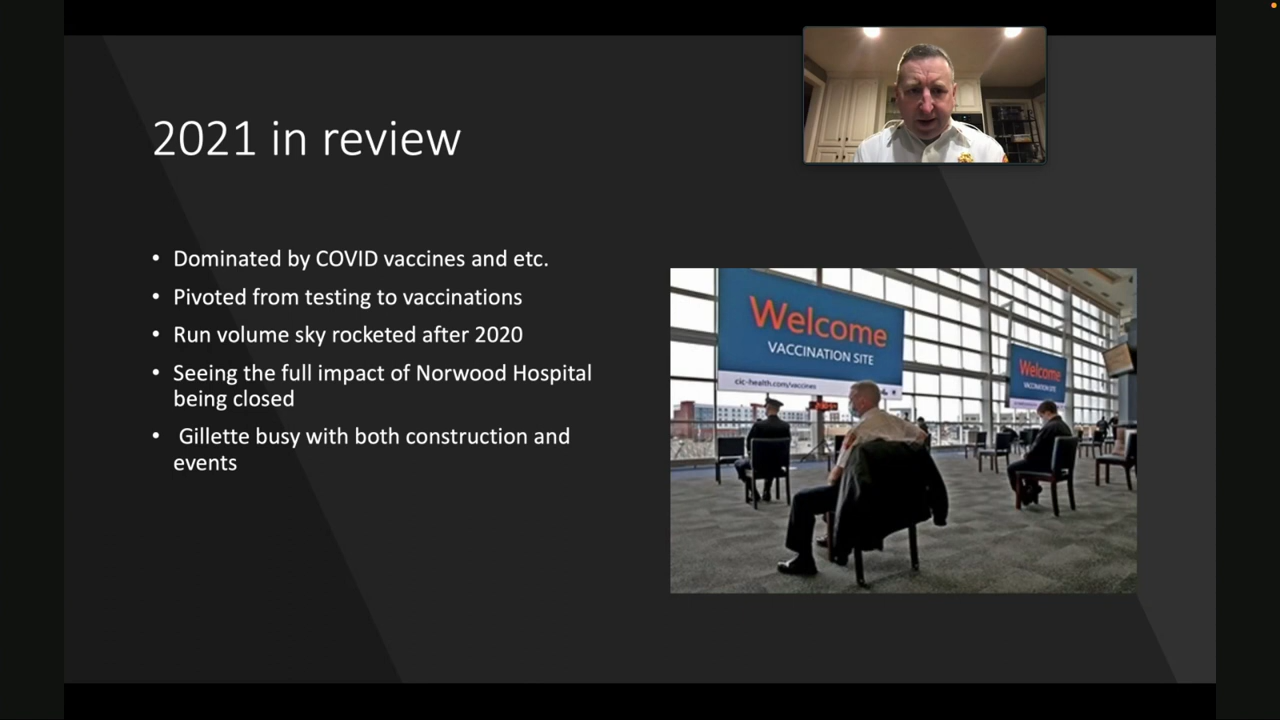 2021 in review
• Dominated by COVID vaccines and etc.
• Pivoted from testing to vaccinations
• Run volume sky rocketed after 2020
• Seeing the full impact of Norwood Hospital
being closed
• Gillette busy with both construction and
events
Welcome
VACCINATION SITE
cic-health.com/vaccines
Welcome
VACCINATION SITE